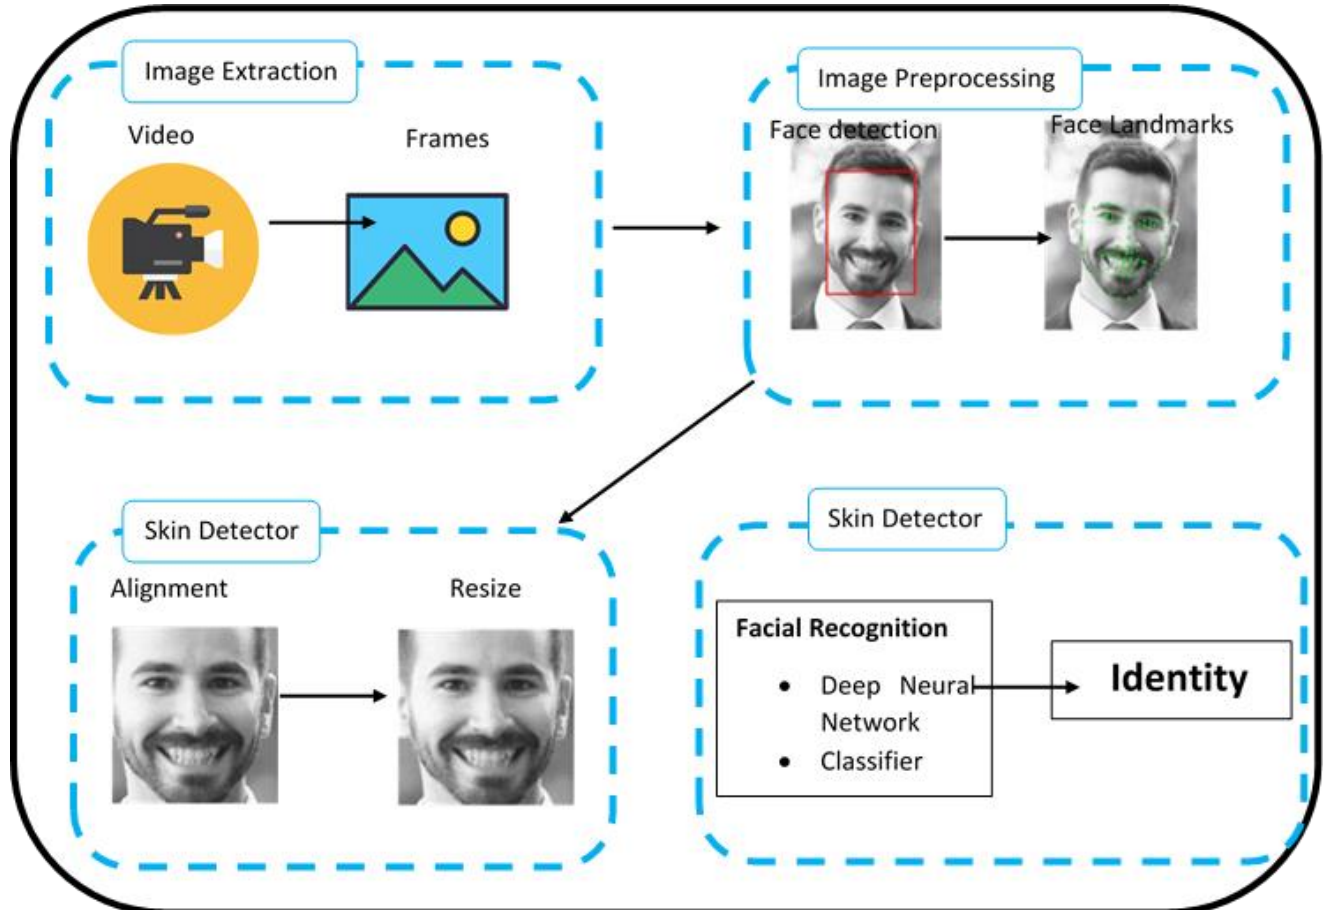 Image Extraction
Video
Frames
Image Preprocessing
Face detection
Face Landmarks
Skin Detector
Alignment
Resize
Skin Detector
Facial Recognition
• Deep Neural
Network
• Classifier
Identity